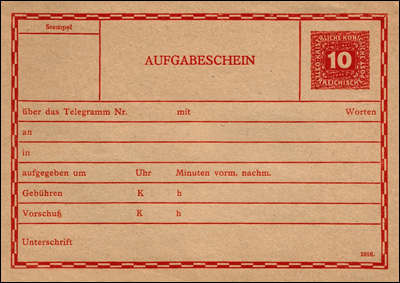 Stempel
AUFGABESCHEIN
10
über das Telegramm Nr. mit Worten
an
in
aufgegeben um Uhr Minuten vorm. nachm.
Gebühren K h
Vorschuß K h
Unterschrift
1916.